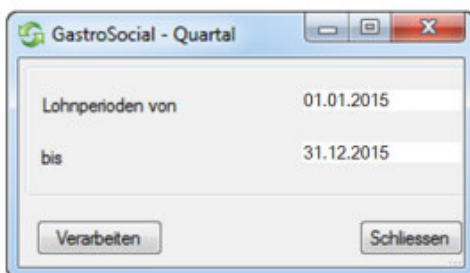 GastroSocial - Quartal
Lohnperioden von 01.01.2015
bis 31.12.2015
Verarbeiten Schliessen